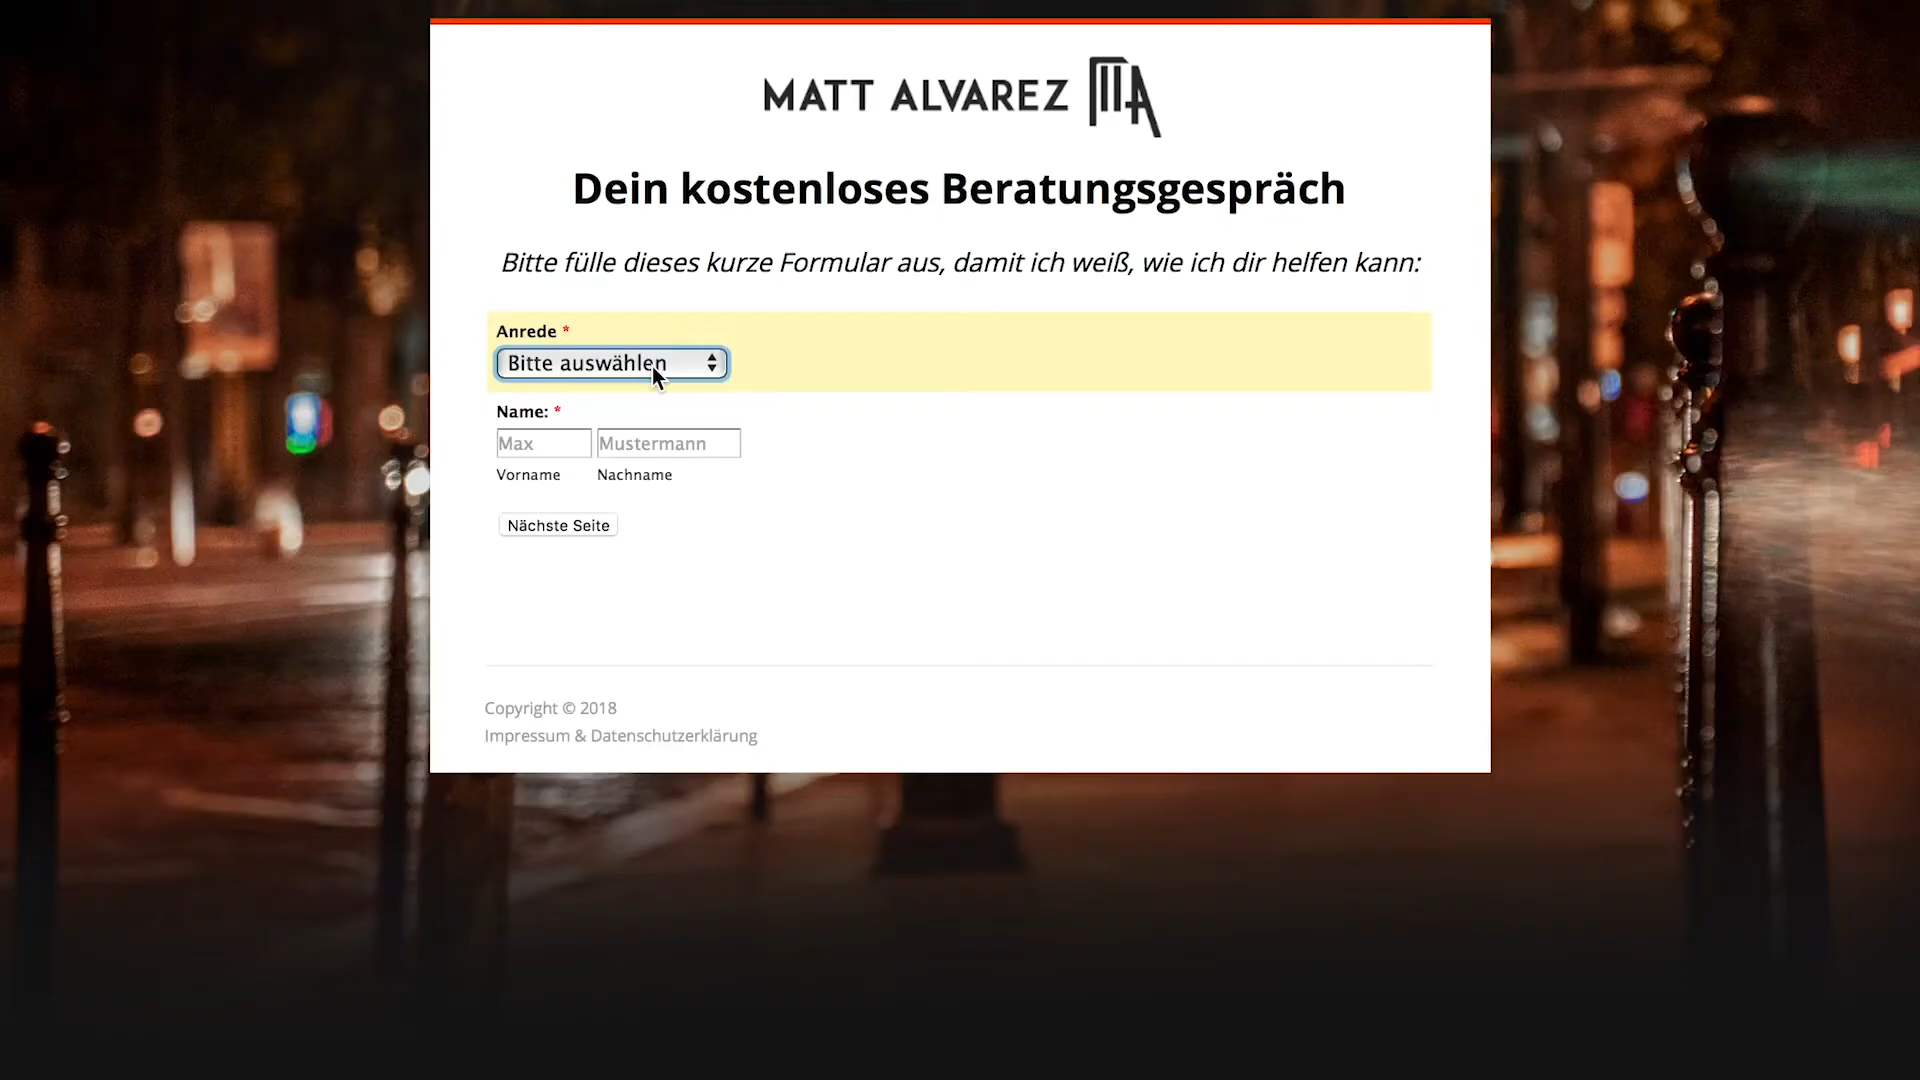 MATT ALVAREZ
Dein kostenloses Beratungsgespräch
Bitte fülle dieses kurze Formular aus, damit ich weiß, wie ich dir helfen kann:
Anrede *
Bitte auswählen
Name: *
Max Mustermann
Vorname Nachname
Nächste Seite
Copyright © 2018
Impressum & Datenschutzerklärung